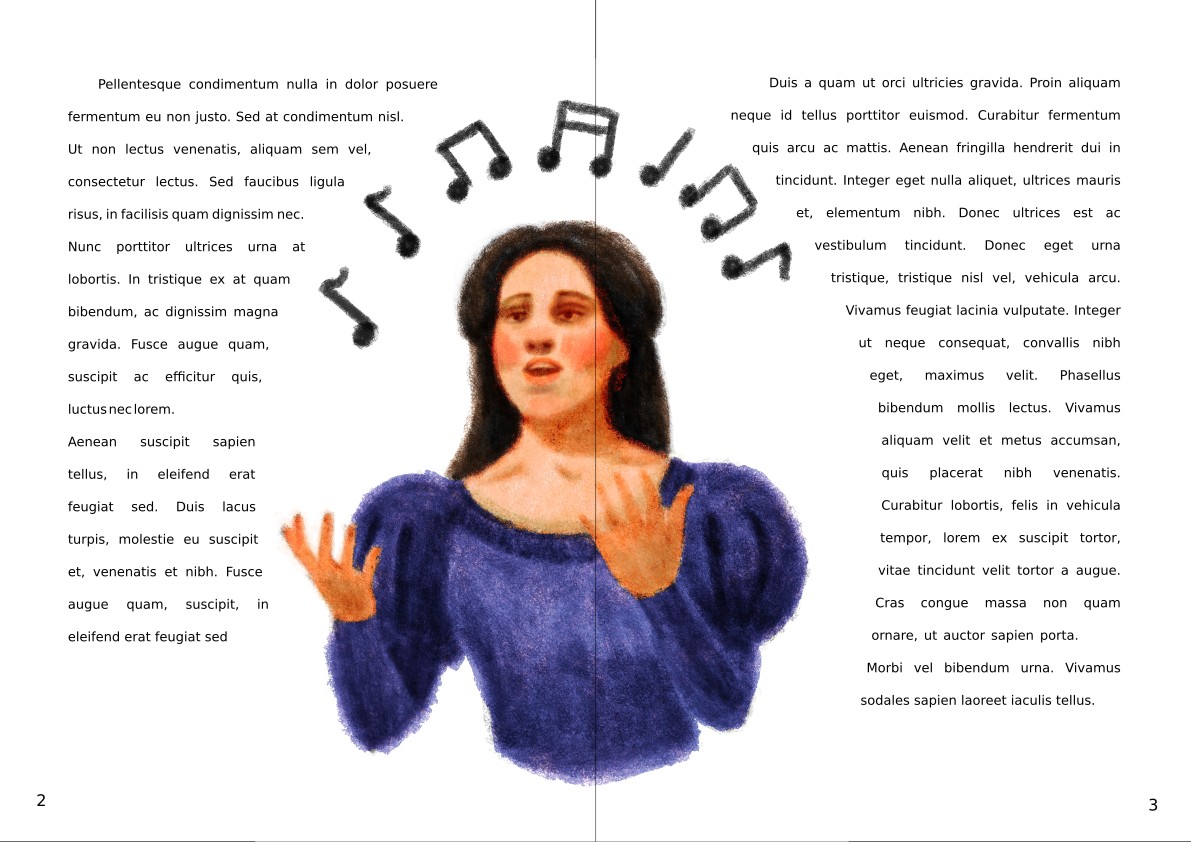 Pellentesque condimentum nulla in dolor posuere
fermentum eu non justo. Sed at condimentum nisl.
Ut non lectus venenatis, aliquam sem vel,
consectetur lectus. Sed faucibus ligula
risus, in facilisis quam dignissim nec.
Nunc porttitor ultrices urna at
lobortis. In tristique ex at quam
bibendum, ac dignissim magna
gravida. Fusce augue quam,
suscipit ac efficitur quis,
luctus nec lorem.
Aenean suscipit sapien
tellus, in eleifend erat
feugiat sed. Duis lacus
turpis, molestie eu suscipit
et, venenatis et nibh. Fusce
augue quam, suscipit, in
eleifend erat feugiat sed
2
Duis a quam ut orci ultricies gravida. Proin aliquam
neque id tellus porttitor euismod. Curabitur fermentum
quis arcu ac mattis. Aenean fringilla hendrerit dui in
tincidunt. Integer eget nulla aliquet, ultrices mauris
et, elementum nibh. Donec ultrices est ac
vestibulum tincidunt. Donec eget urna
tristique, tristique nisl vel, vehicula arcu.
Vivamus feugiat lacinia vulputate. Integer
ut neque consequat, convallis nibh
eget, maximus velit. Phasellus
bibendum mollis lectus. Vivamus
aliquam velit et metus accumsan,
quis placerat nibh venenatis.
Curabitur lobortis, felis in vehicula
tempor, lorem ex suscipit tortor,
vitae tincidunt velit tortor a augue.
Cras congue massa non quam
ornare, ut auctor sapien porta.
Morbi vel bibendum urna. Vivamus
sodales sapien laoreet iaculis tellus.
3